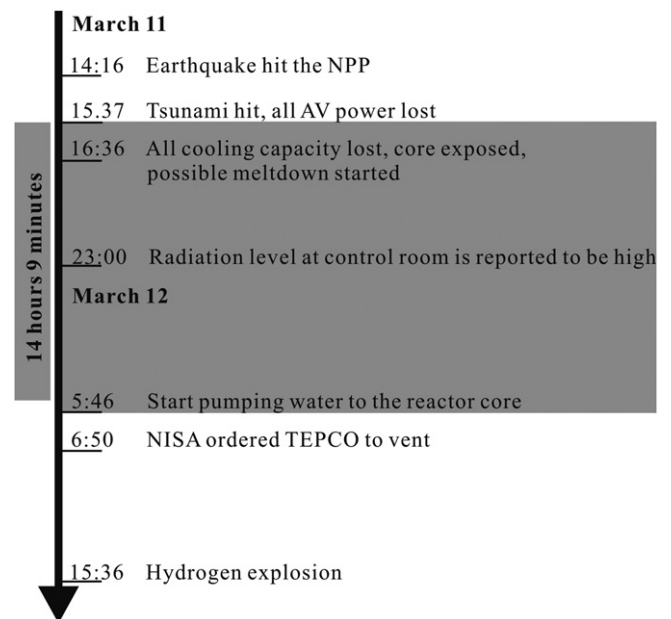 March 11
14:16 Earthquake hit the NPP
15.37 Tsunami hit, all AV power lost
16:36 All cooling capacity lost, core exposed,
possible meltdown started
23:00 Radiation level at control room is reported to be high
March 12
14 hours 9 minutes
5:46 Start pumping water to the reactor core
6:50 NISA ordered TEPCO to vent
15:36 Hydrogen explosion